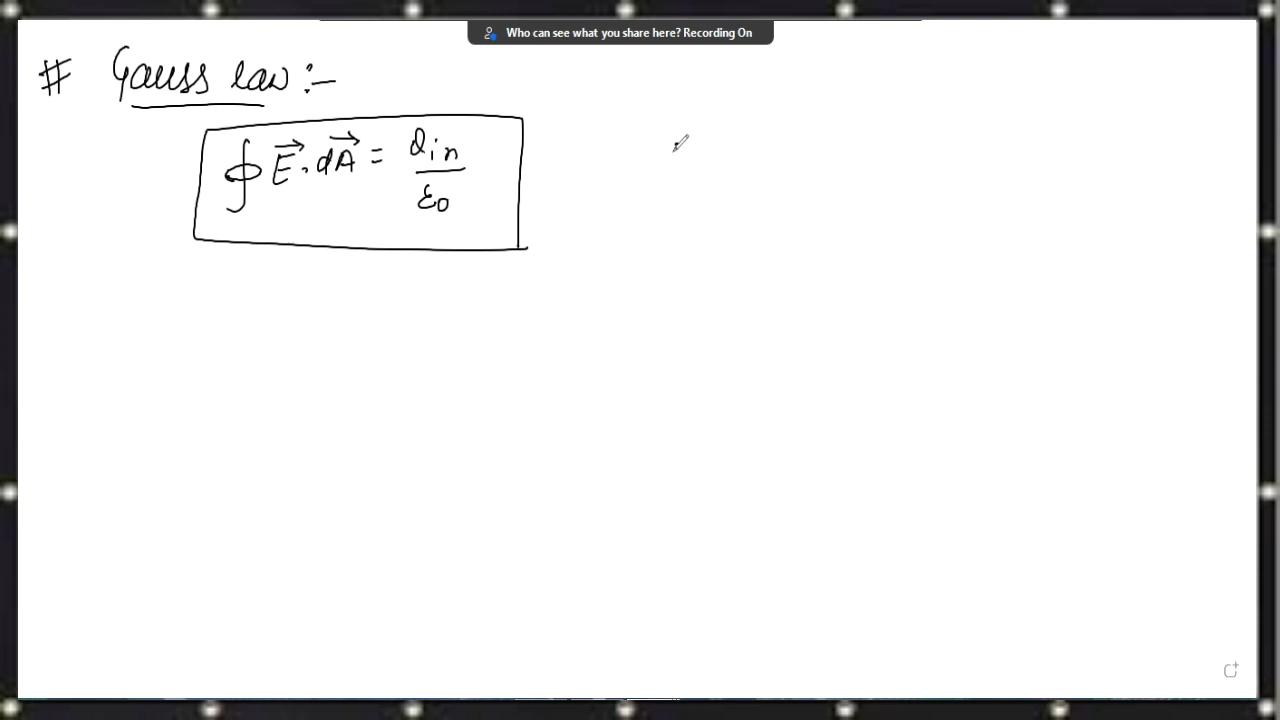 Who can see what you share here? Recording On
# Gauss law :-
∮ E⃗ . dA⃗ = Qin / ε0